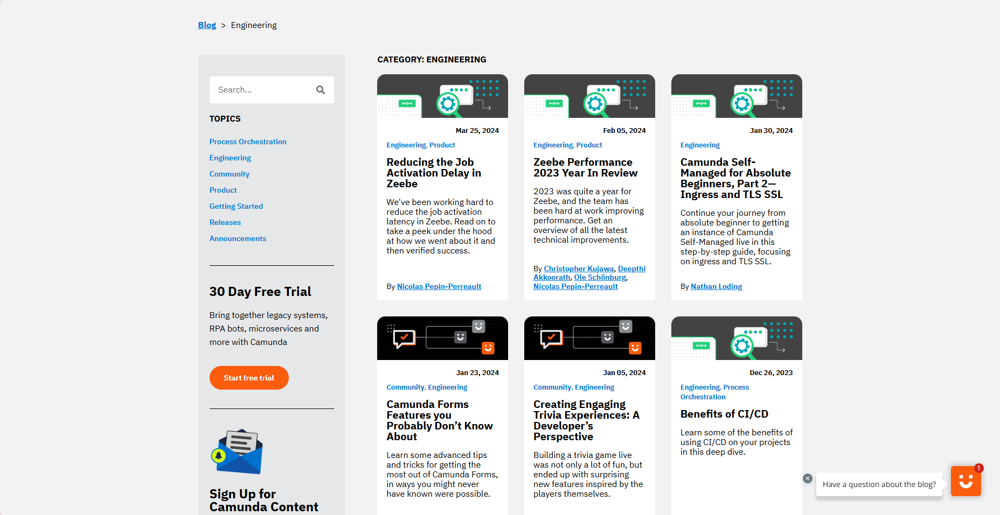 Blog > Engineering
Search...
TOPICS
Process Orchestration
Engineering
Community
Product
Getting Started
Releases
Announcements
30 Day Free Trial
Bring together legacy systems,
RPA bots, microservices and
more with Camunda
Start free trial
Sign Up for
Camunda Content
CATEGORY: ENGINEERING
Mar 25, 2024
Engineering, Product
Reducing the Job
Activation Delay in
Zeebe
We've been working hard to
reduce the job activation
latency in Zeebe. Read on to
take a peek under the hood
at how we went about it and
then verified success.
By Nicolas Pepin-Perreault
Feb 05, 2024
Engineering, Product
Zeebe Performance
2023 Year In Review
2023 was quite a year for
Zeebe, and the team has
been hard at work improving
performance. Get an
overview of all the latest
technical improvements.
By Christopher Kujawa, Deepthi
Akkoorath, Ole Schönburg,
Nicolas Pepin-Perreault
Jan 30, 2024
Engineering
Camunda Self-
Managed for Absolute
Beginners, Part 2—
Ingress and TLS SSL
Continue your journey from
absolute beginner to getting
an instance of Camunda
Self-Managed live in this
step-by-step guide, focusing
on ingress and TLS SSL.
By Nathan Loding
Jan 23, 2024
Community, Engineering
Camunda Forms
Features you
Probably Don’t Know
About
Learn some advanced tips
and tricks for getting the
most out of Camunda Forms,
in ways you might never
have known were possible.
Jan 05, 2024
Community, Engineering
Creating Engaging
Trivia Experiences: A
Developer’s
Perspective
Building a trivia game live
was not only a lot of fun, but
ended up with surprising
new features inspired by the
players themselves.
Dec 26, 2023
Engineering, Process
Orchestration
Benefits of CI/CD
Learn some of the benefits of
using CI/CD on your projects
in this deep dive.
Have a question about the blog?
1